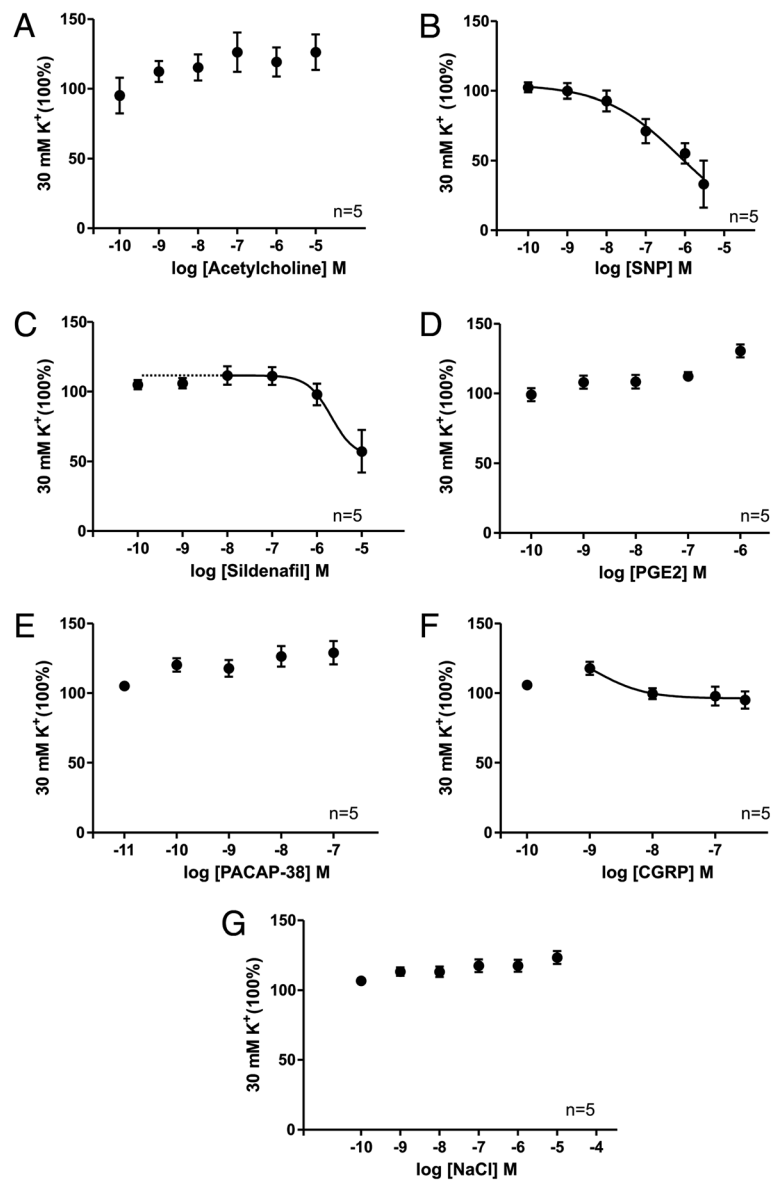 A
150
100
50
0
30 mM K⁺(100%)
n=5
-10 -9 -8 -7 -6 -5
log [Acetylcholine] M
B
150
100
50
0
30 mM K⁺ (100%)
n=5
-10 -9 -8 -7 -6 -5
log [SNP] M
C
150
100
50
0
30 mM K⁺(100%)
n=5
-10 -9 -8 -7 -6 -5
log [Sildenafil] M
D
150
100
50
0
30 mM K⁺(100%)
n=5
-10 -9 -8 -7 -6
log [PGE2] M
E
150
100
50
0
30 mM K⁺(100%)
n=5
-11 -10 -9 -8 -7
log [PACAP-38] M
F
150
100
50
0
30 mM K⁺(100%)
n=5
-10 -9 -8 -7
log [CGRP] M
G
150
100
50
0
30 mM K⁺(100%)
n=5
-10 -9 -8 -7 -6 -5 -4
log [NaCl] M